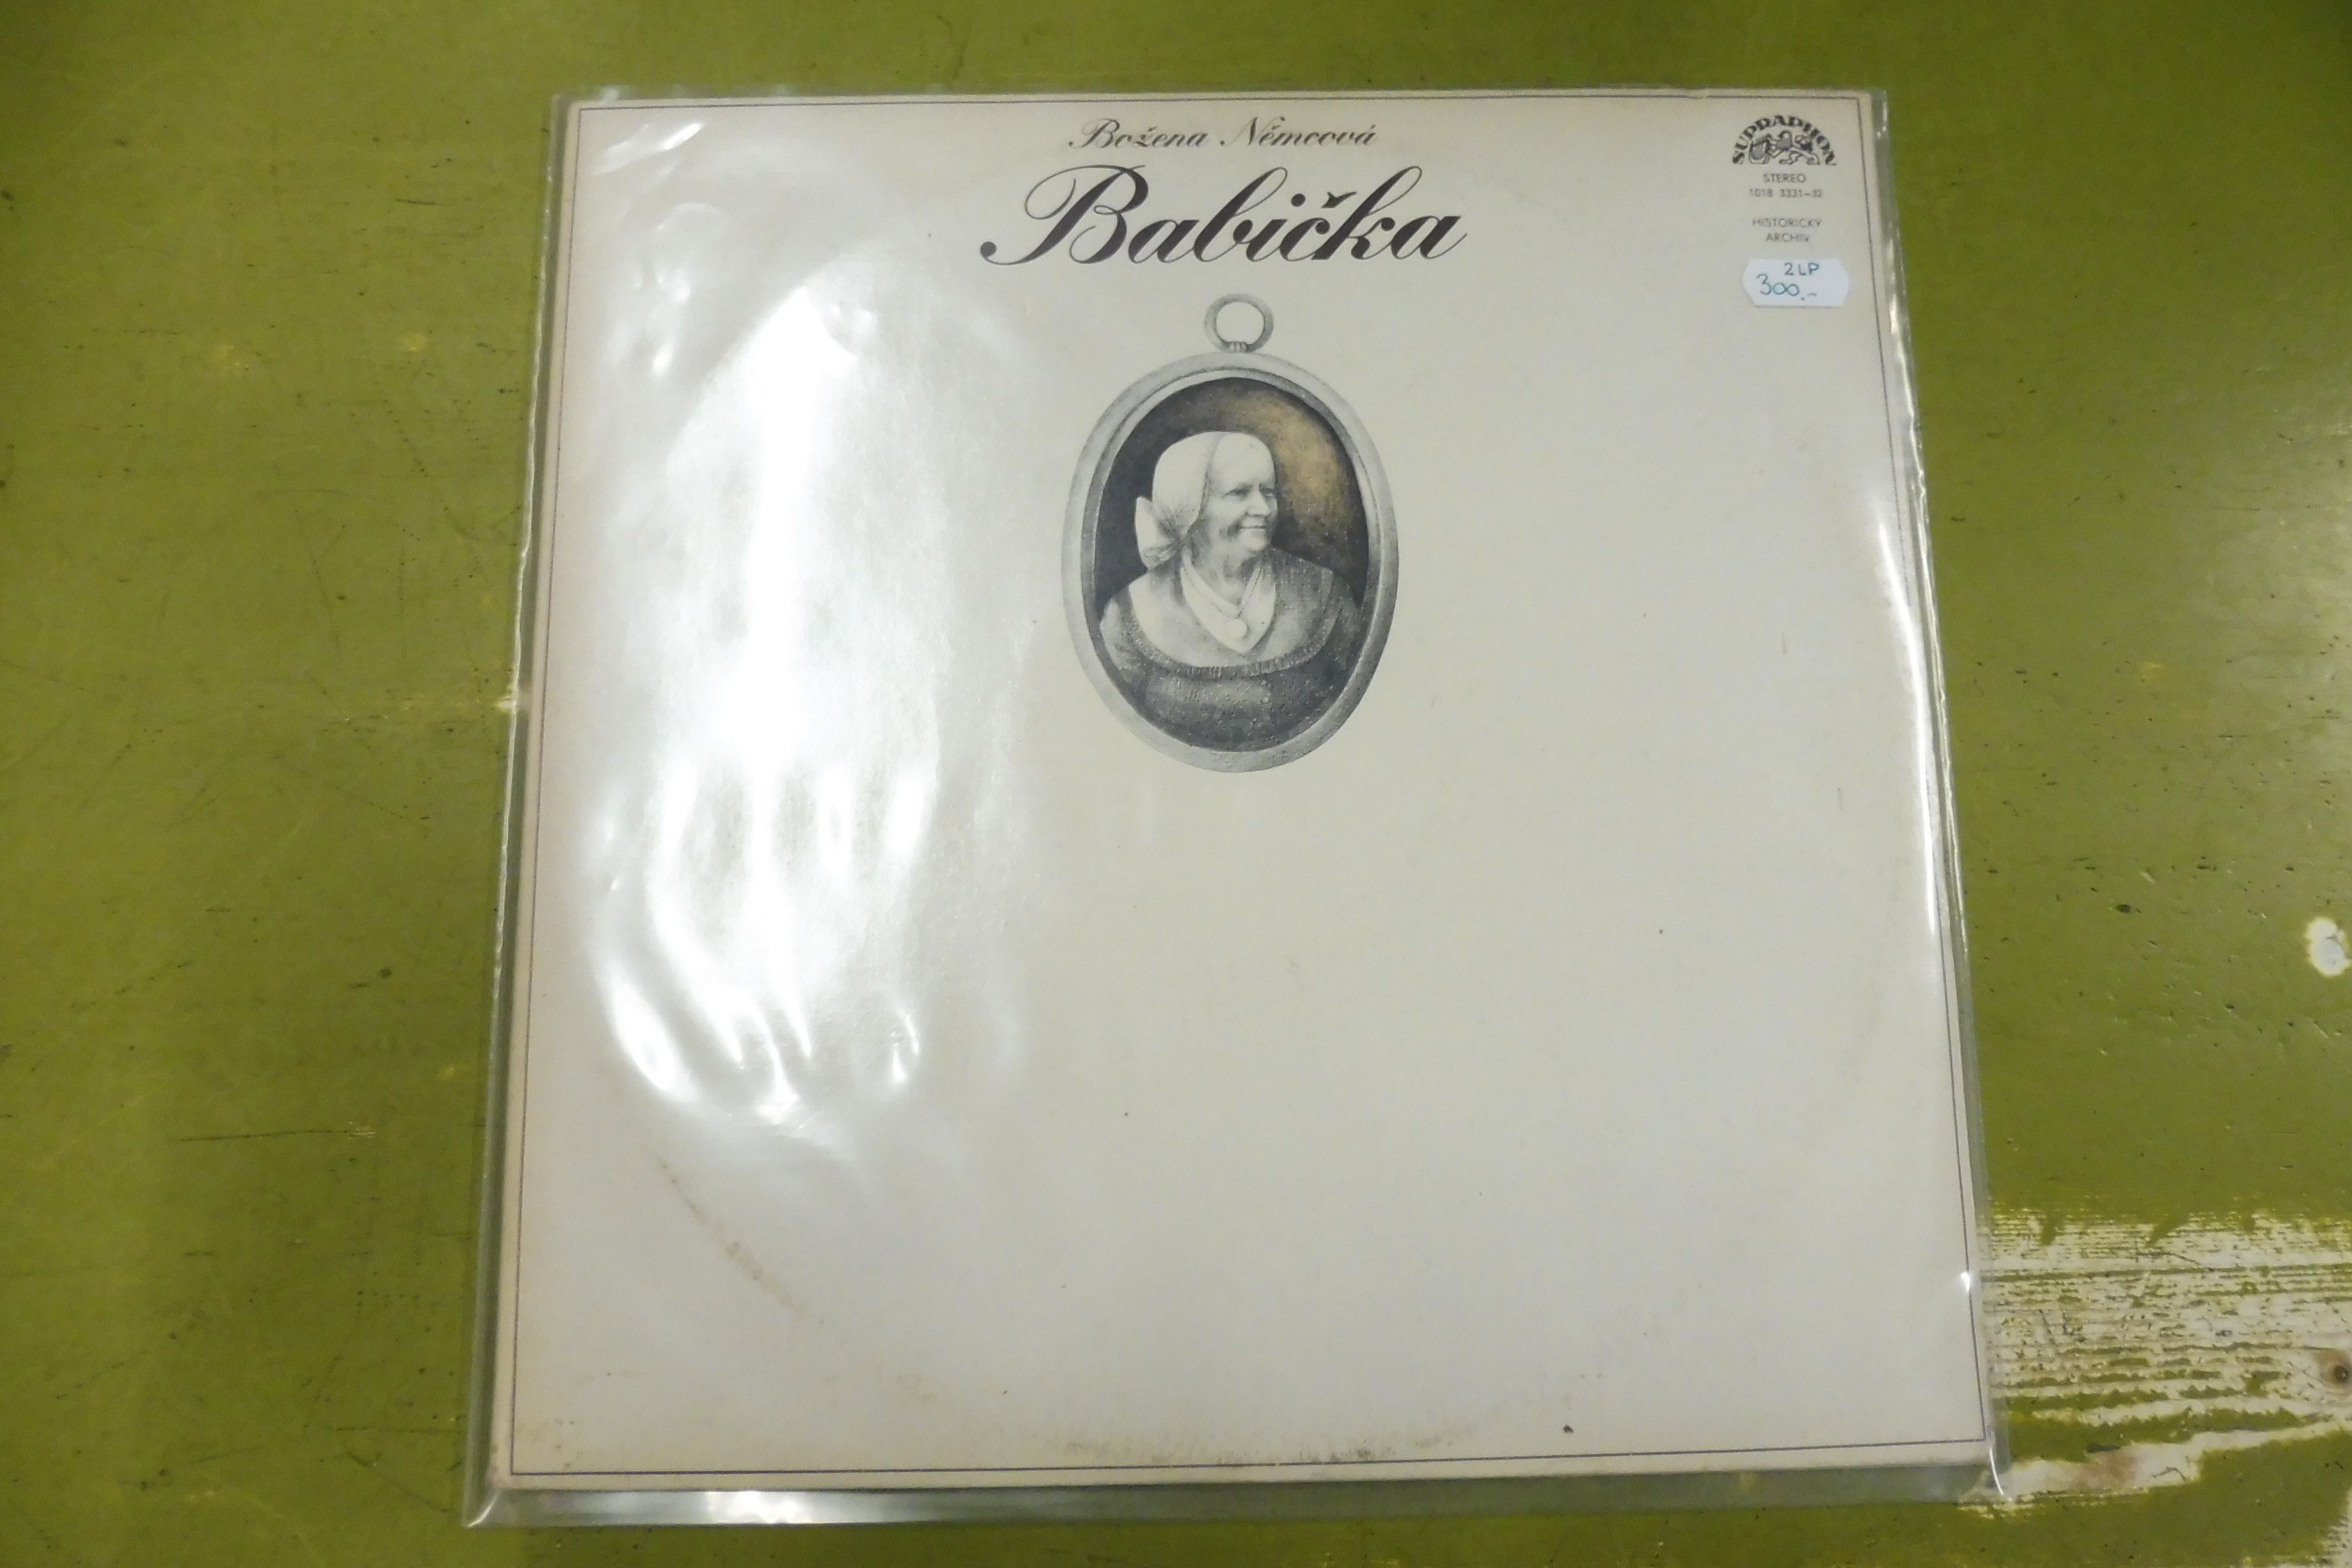 Božena Němcová
Babička
SUPRAPHON
STEREO
1018 3331-32
HISTORICKÝ
ARCHIV
2LP
300,-